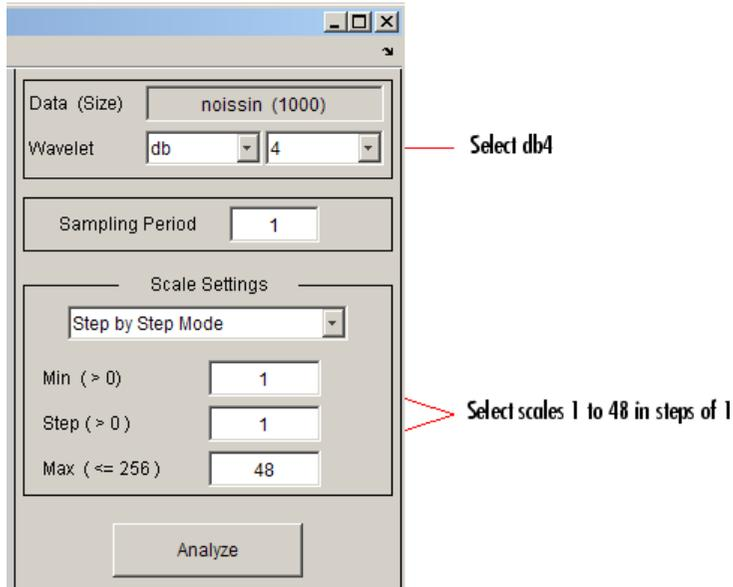 Data (Size) noissin (1000)
Wavelet db 4
Select db4
Sampling Period 1
Scale Settings
Step by Step Mode
Min ( > 0) 1
Step ( > 0 ) 1
Max ( <= 256 ) 48
Select scales 1 to 48 in steps of 1
Analyze